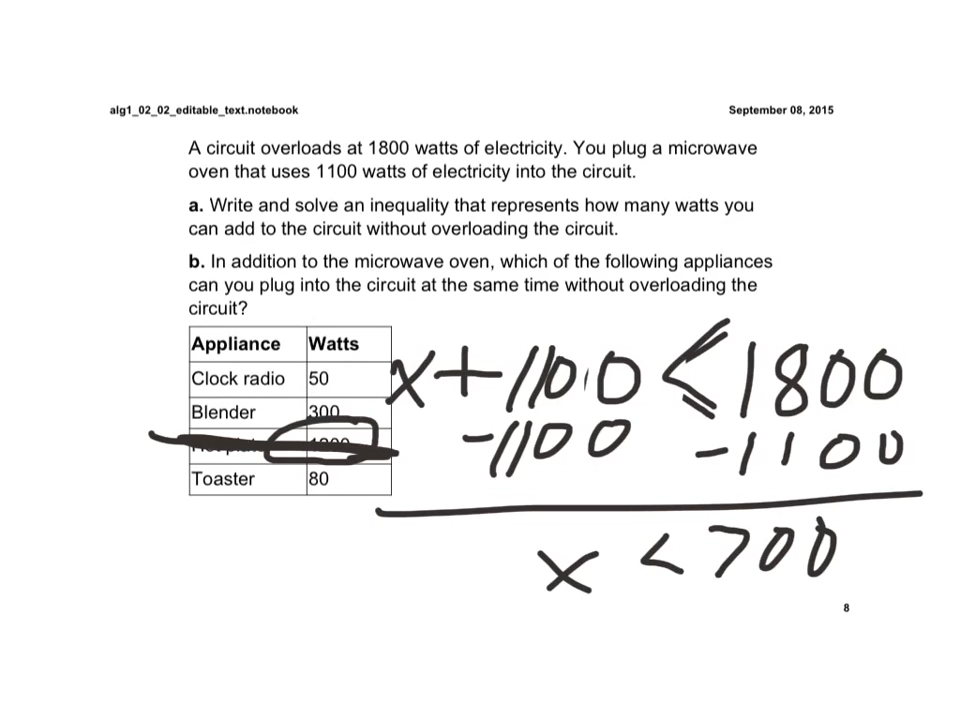 alg1_02_02_editable_text.notebook September 08, 2015
A circuit overloads at 1800 watts of electricity. You plug a microwave
oven that uses 1100 watts of electricity into the circuit.
a. Write and solve an inequality that represents how many watts you
can add to the circuit without overloading the circuit.
b. In addition to the microwave oven, which of the following appliances
can you plug into the circuit at the same time without overloading the
circuit?
Appliance Watts
Clock radio 50
Blender 300
Toaster 80
x+1100 ≤ 1800
-1100 -1100
x < 700
8